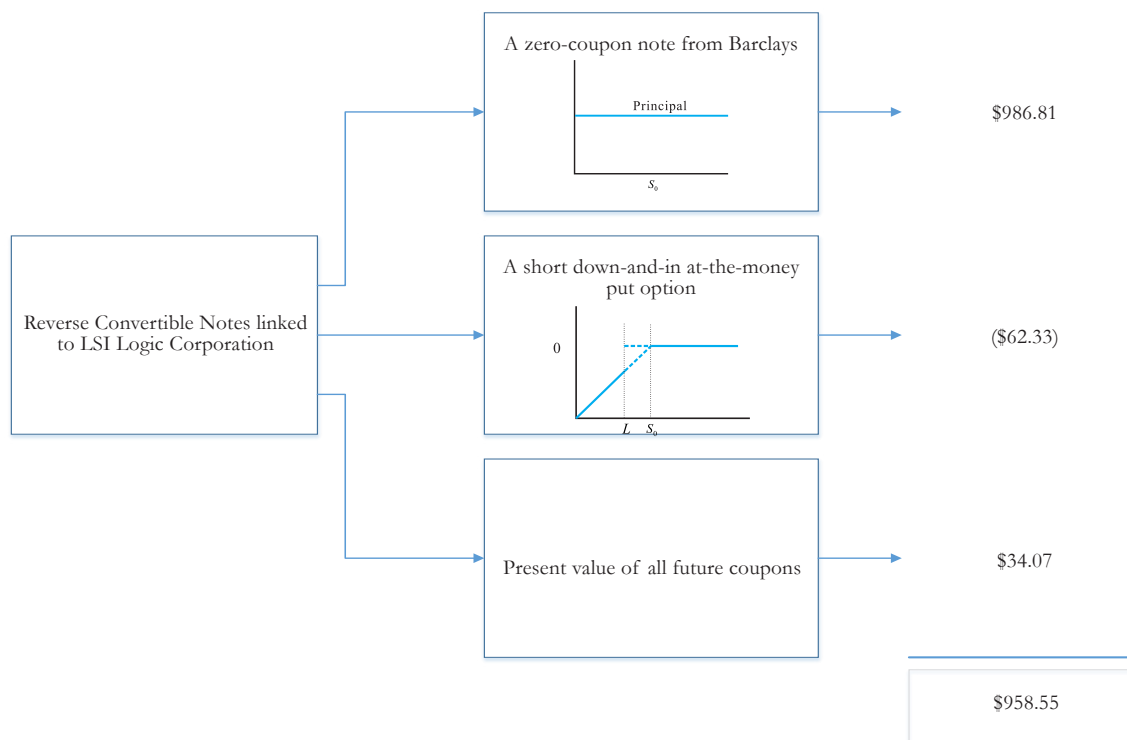 A zero-coupon note from Barclays
Principal
S₀
$986.81
Reverse Convertible Notes linked
to LSI Logic Corporation
A short down-and-in at-the-money
put option
0
L S₀
($62.33)
Present value of all future coupons
$34.07
$958.55